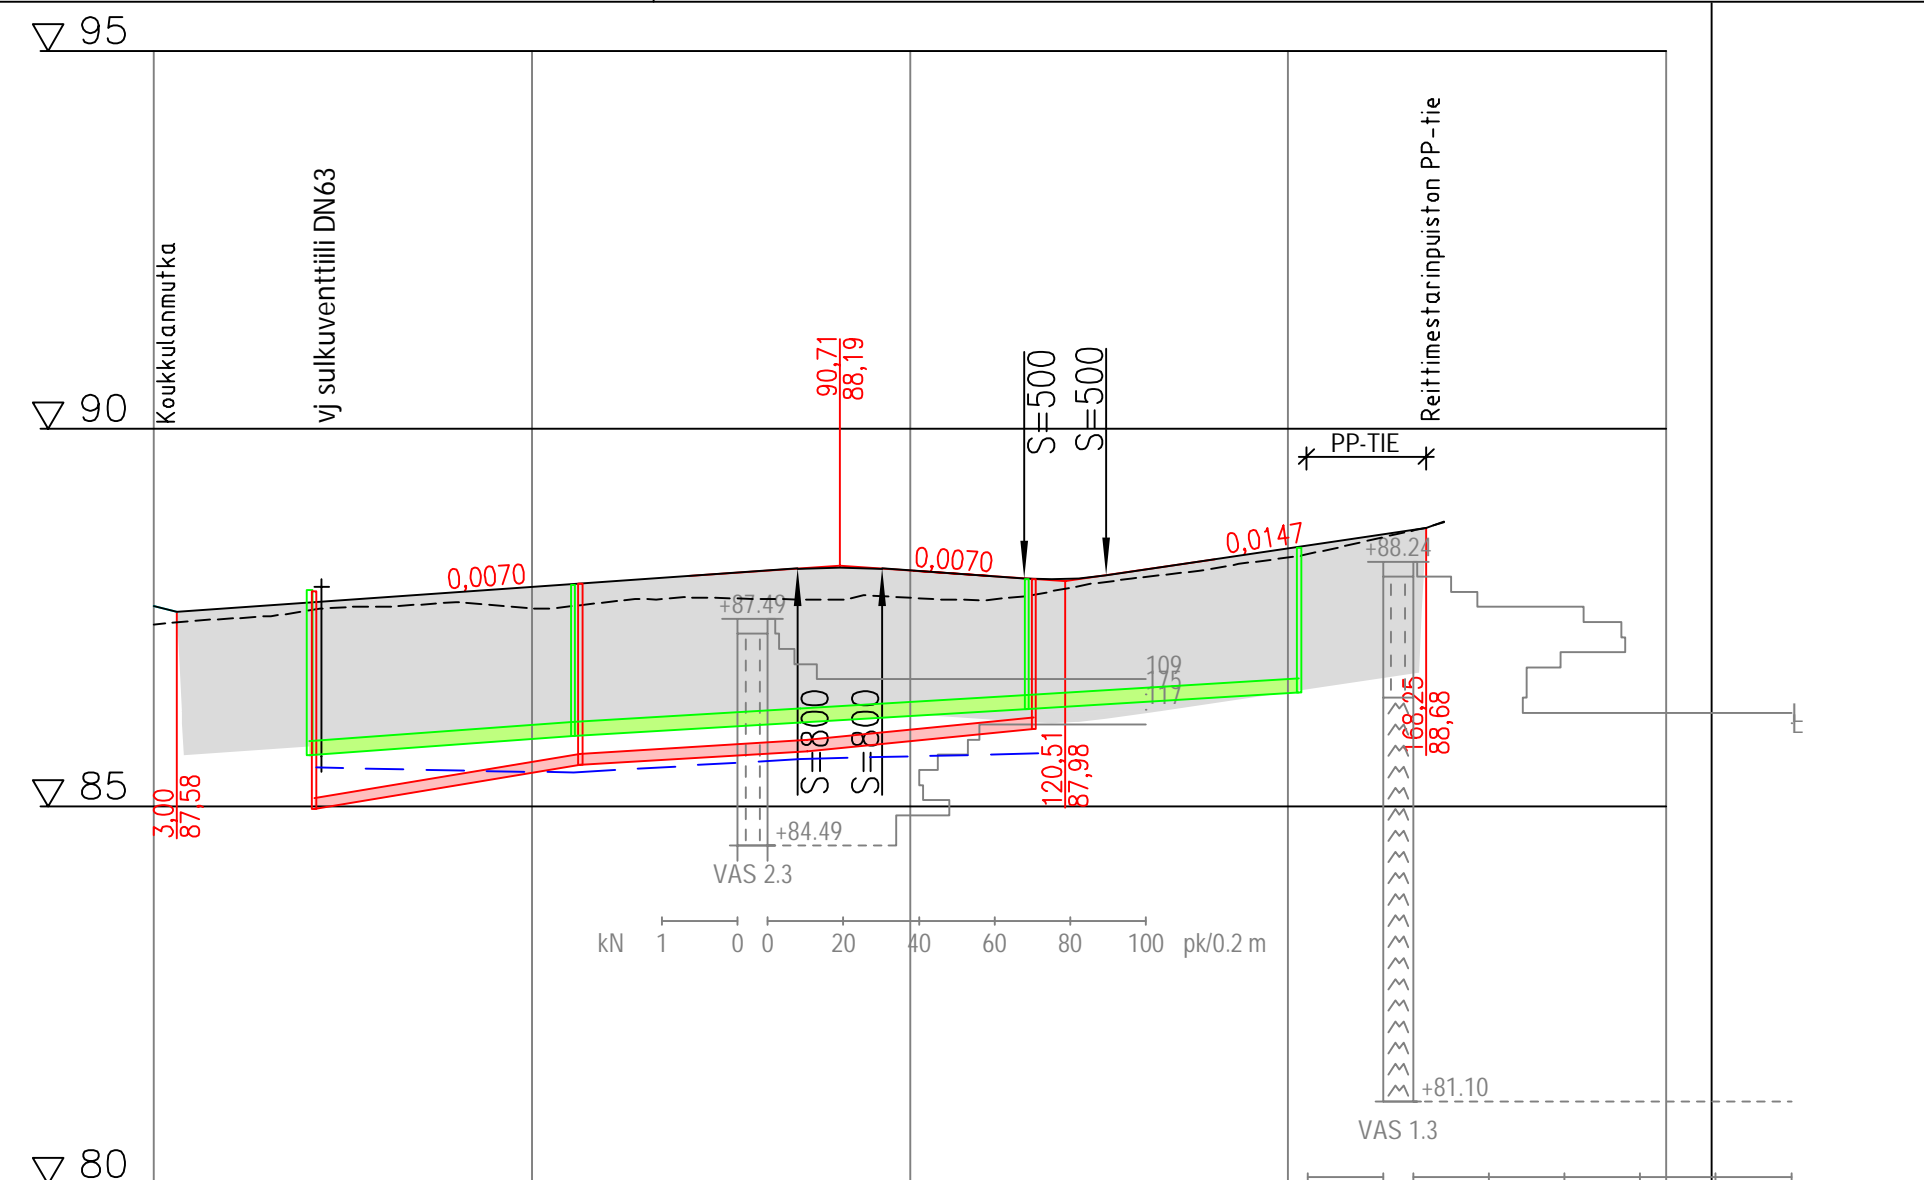 95
Koukkulanmutka
vj sulkuventtiili DN63
Reittimestarinpuiston PP-tie
90,71
88,19
S=500
S=500
90
PP-TIE
0,0070
0,0070
0,0147
+88.24
+87.49
109
175
117
168,25
88,68
S=800
S=800
120,51
87,98
3,00
87,58
85
+84.49
VAS 2.3
kN 1 0 0 20 40 60 80 100 pk/0.2 m
+81.10
VAS 1.3
80